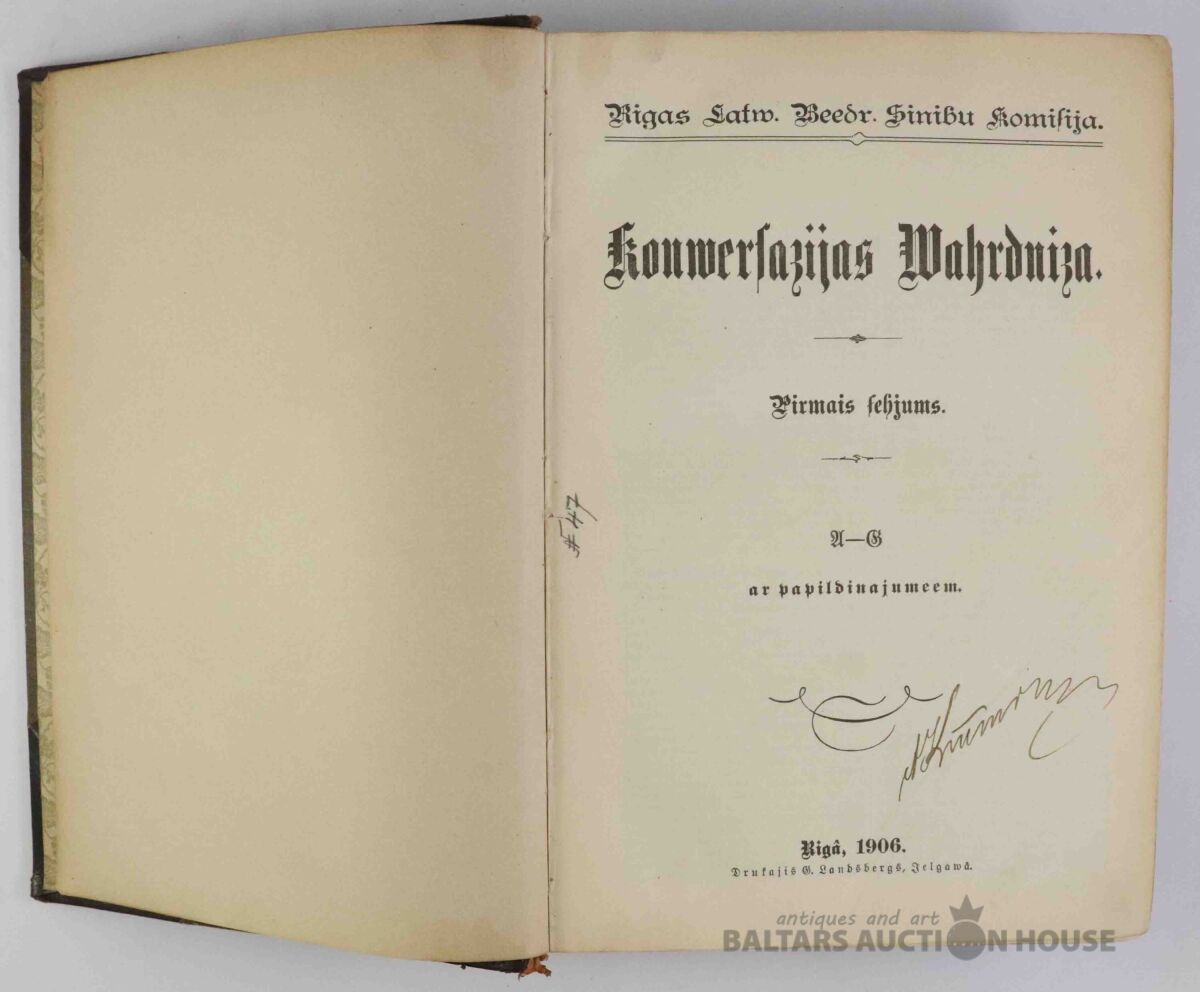 Rigas Latw. Beedr. Sinibu Komiſija.
Konwerſazijas Wahrdniza.
Pirmais ſehjums.
A—G
ar papildinajumeem.
# 47
Rigâ, 1906.
Drukajis G. Landsbergs, Jelgawâ.
antiques and art
BALTARS AUCTION HOUSE